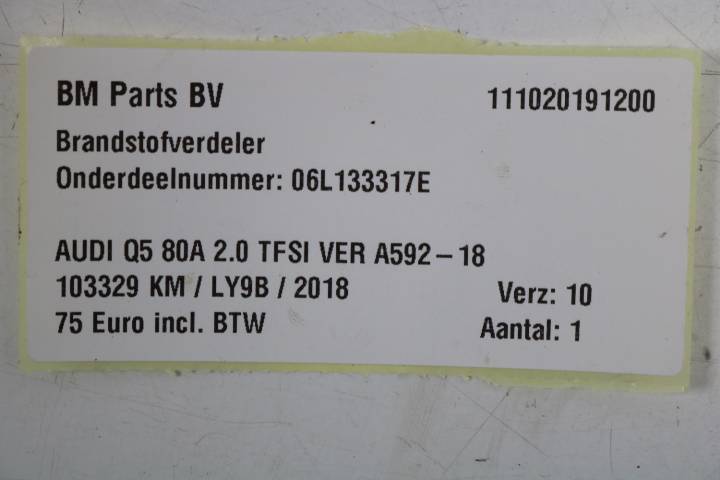 BM Parts BV 111020191200
Brandstofverdeler
Onderdeelnummer: 06L133317E
AUDI Q5 80A 2.0 TFSI VER A592-18
103329 KM / LY9B / 2018 Verz: 10
75 Euro incl. BTW Aantal: 1